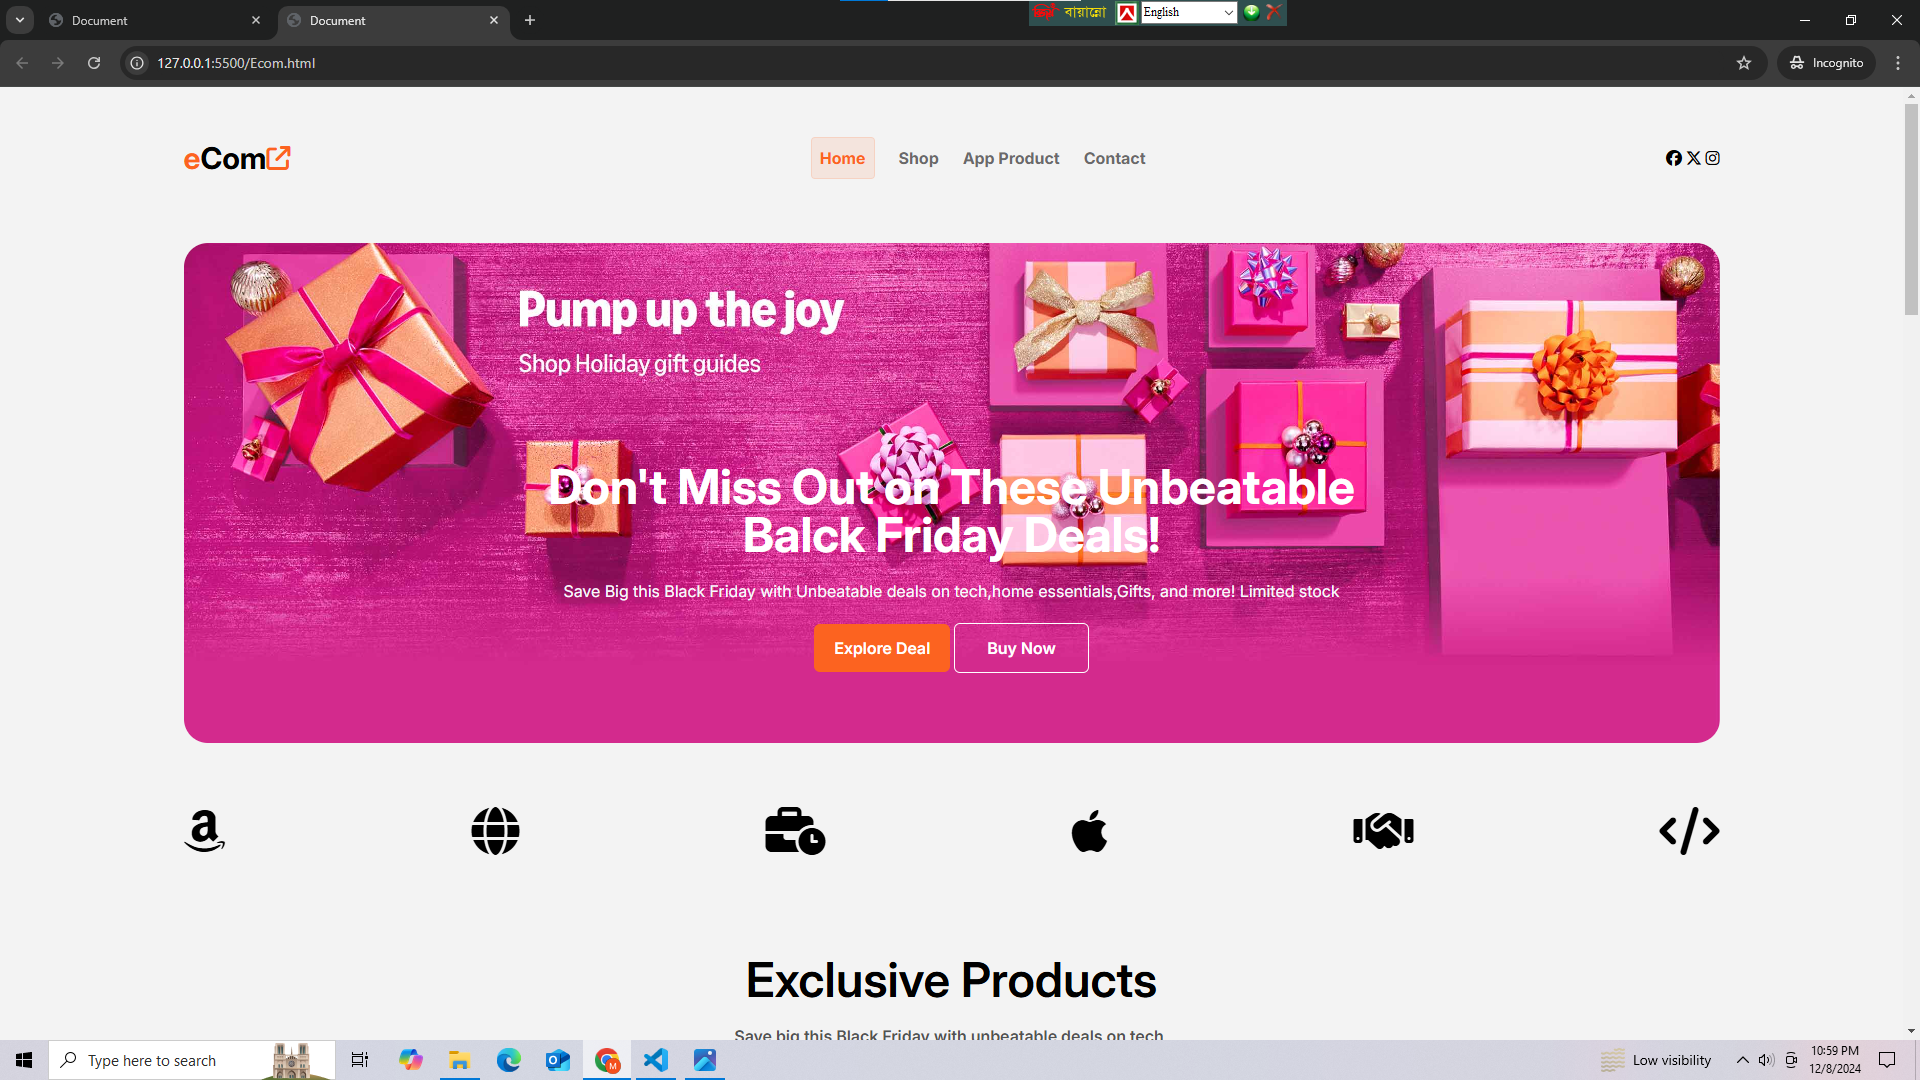 Document
Document
বায়ান্নো
English
127.0.0.1:5500/Ecom.html
Incognito
eCom
Home
Shop
App Product
Contact
Pump up the joy
Shop Holiday gift guides
Don't Miss Out on These Unbeatable
Balck Friday Deals!
Save Big this Black Friday with Unbeatable deals on tech,home essentials,Gifts, and more! Limited stock
Explore Deal
Buy Now
Exclusive Products
Save big this Black Friday with unbeatable deals on tech
Type here to search
Low visibility
10:59 PM
12/8/2024